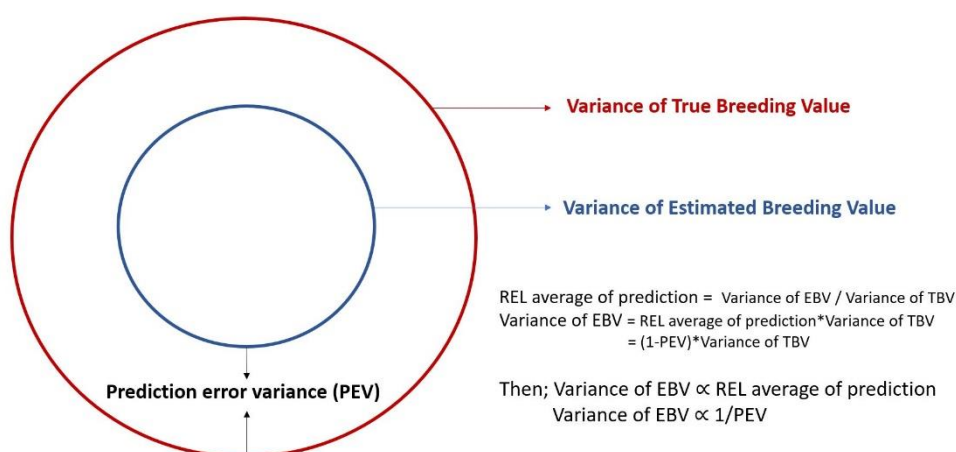 Variance of True Breeding Value
Variance of Estimated Breeding Value
REL average of prediction = Variance of EBV / Variance of TBV
Variance of EBV = REL average of prediction*Variance of TBV
= (1-PEV)*Variance of TBV
Prediction error variance (PEV)
Then; Variance of EBV ∝ REL average of prediction
Variance of EBV ∝ 1/PEV